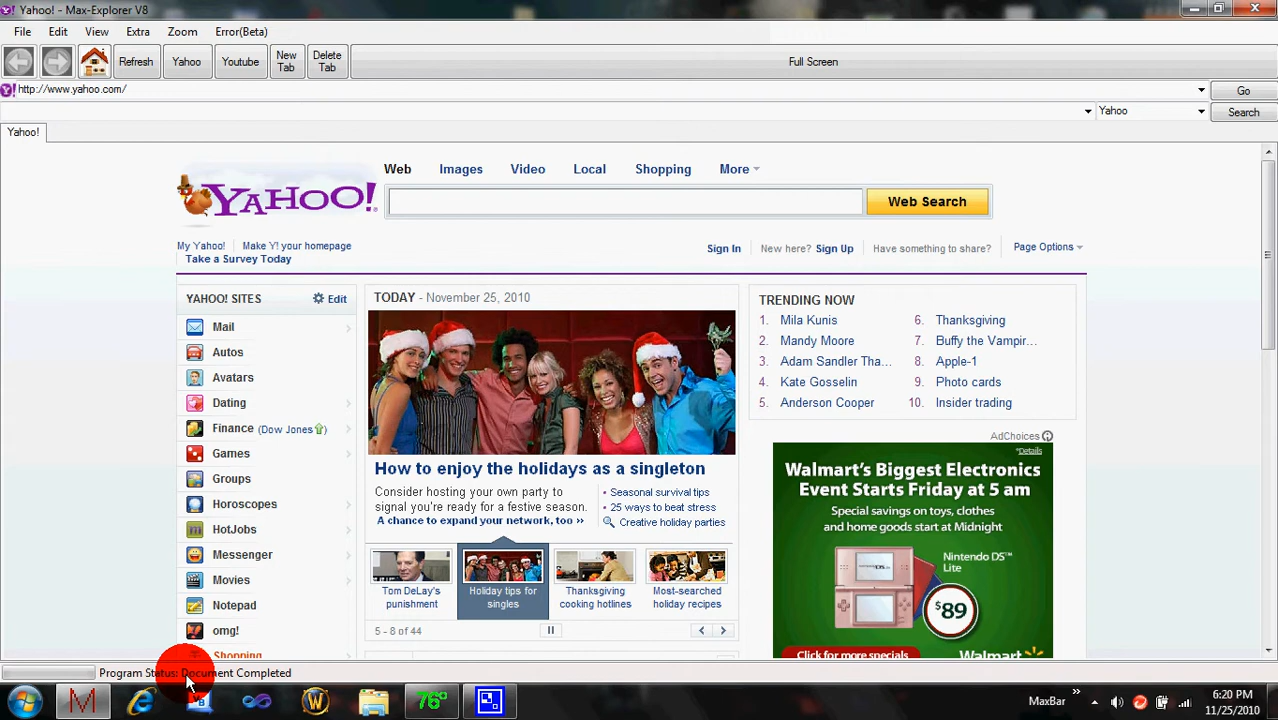 Yahoo! - Max-Explorer V8
File Edit View Extra Zoom Error(Beta)
Refresh Yahoo Youtube New Tab Delete Tab Full Screen
http://www.yahoo.com/ Go
Yahoo Search
Yahoo!
Web Images Video Local Shopping More
YAHOO! Web Search
My Yahoo! Make Y! your homepage
Take a Survey Today
Sign In New here? Sign Up Have something to share? Page Options
YAHOO! SITES Edit
Mail
Autos
Avatars
Dating
Finance (Dow Jones)
Games
Groups
Horoscopes
HotJobs
Messenger
Movies
Notepad
omg!
Shopping
TODAY - November 25, 2010
How to enjoy the holidays as a singleton
Consider hosting your own party to
signal you're ready for a festive season.
A chance to expand your network, too »
• Seasonal survival tips
• 25 ways to beat stress
Creative holiday parties
Tom DeLay's
punishment
Holiday tips for
singles
Thanksgiving
cooking hotlines
Most-searched
holiday recipes
5 - 8 of 44
TRENDING NOW
1. Mila Kunis
2. Mandy Moore
3. Adam Sandler Tha...
4. Kate Gosselin
5. Anderson Cooper
6. Thanksgiving
7. Buffy the Vampir...
8. Apple-1
9. Photo cards
10. Insider trading
AdChoices
*Details
Walmart's Biggest Electronics
Event Starts Friday at 5 am
Special savings on toys, clothes
and home goods start at Midnight
Nintendo DS™
Lite
$89
Click for more specials Walmart
Program Status: Document Completed
76°
MaxBar »
6:20 PM
11/25/2010